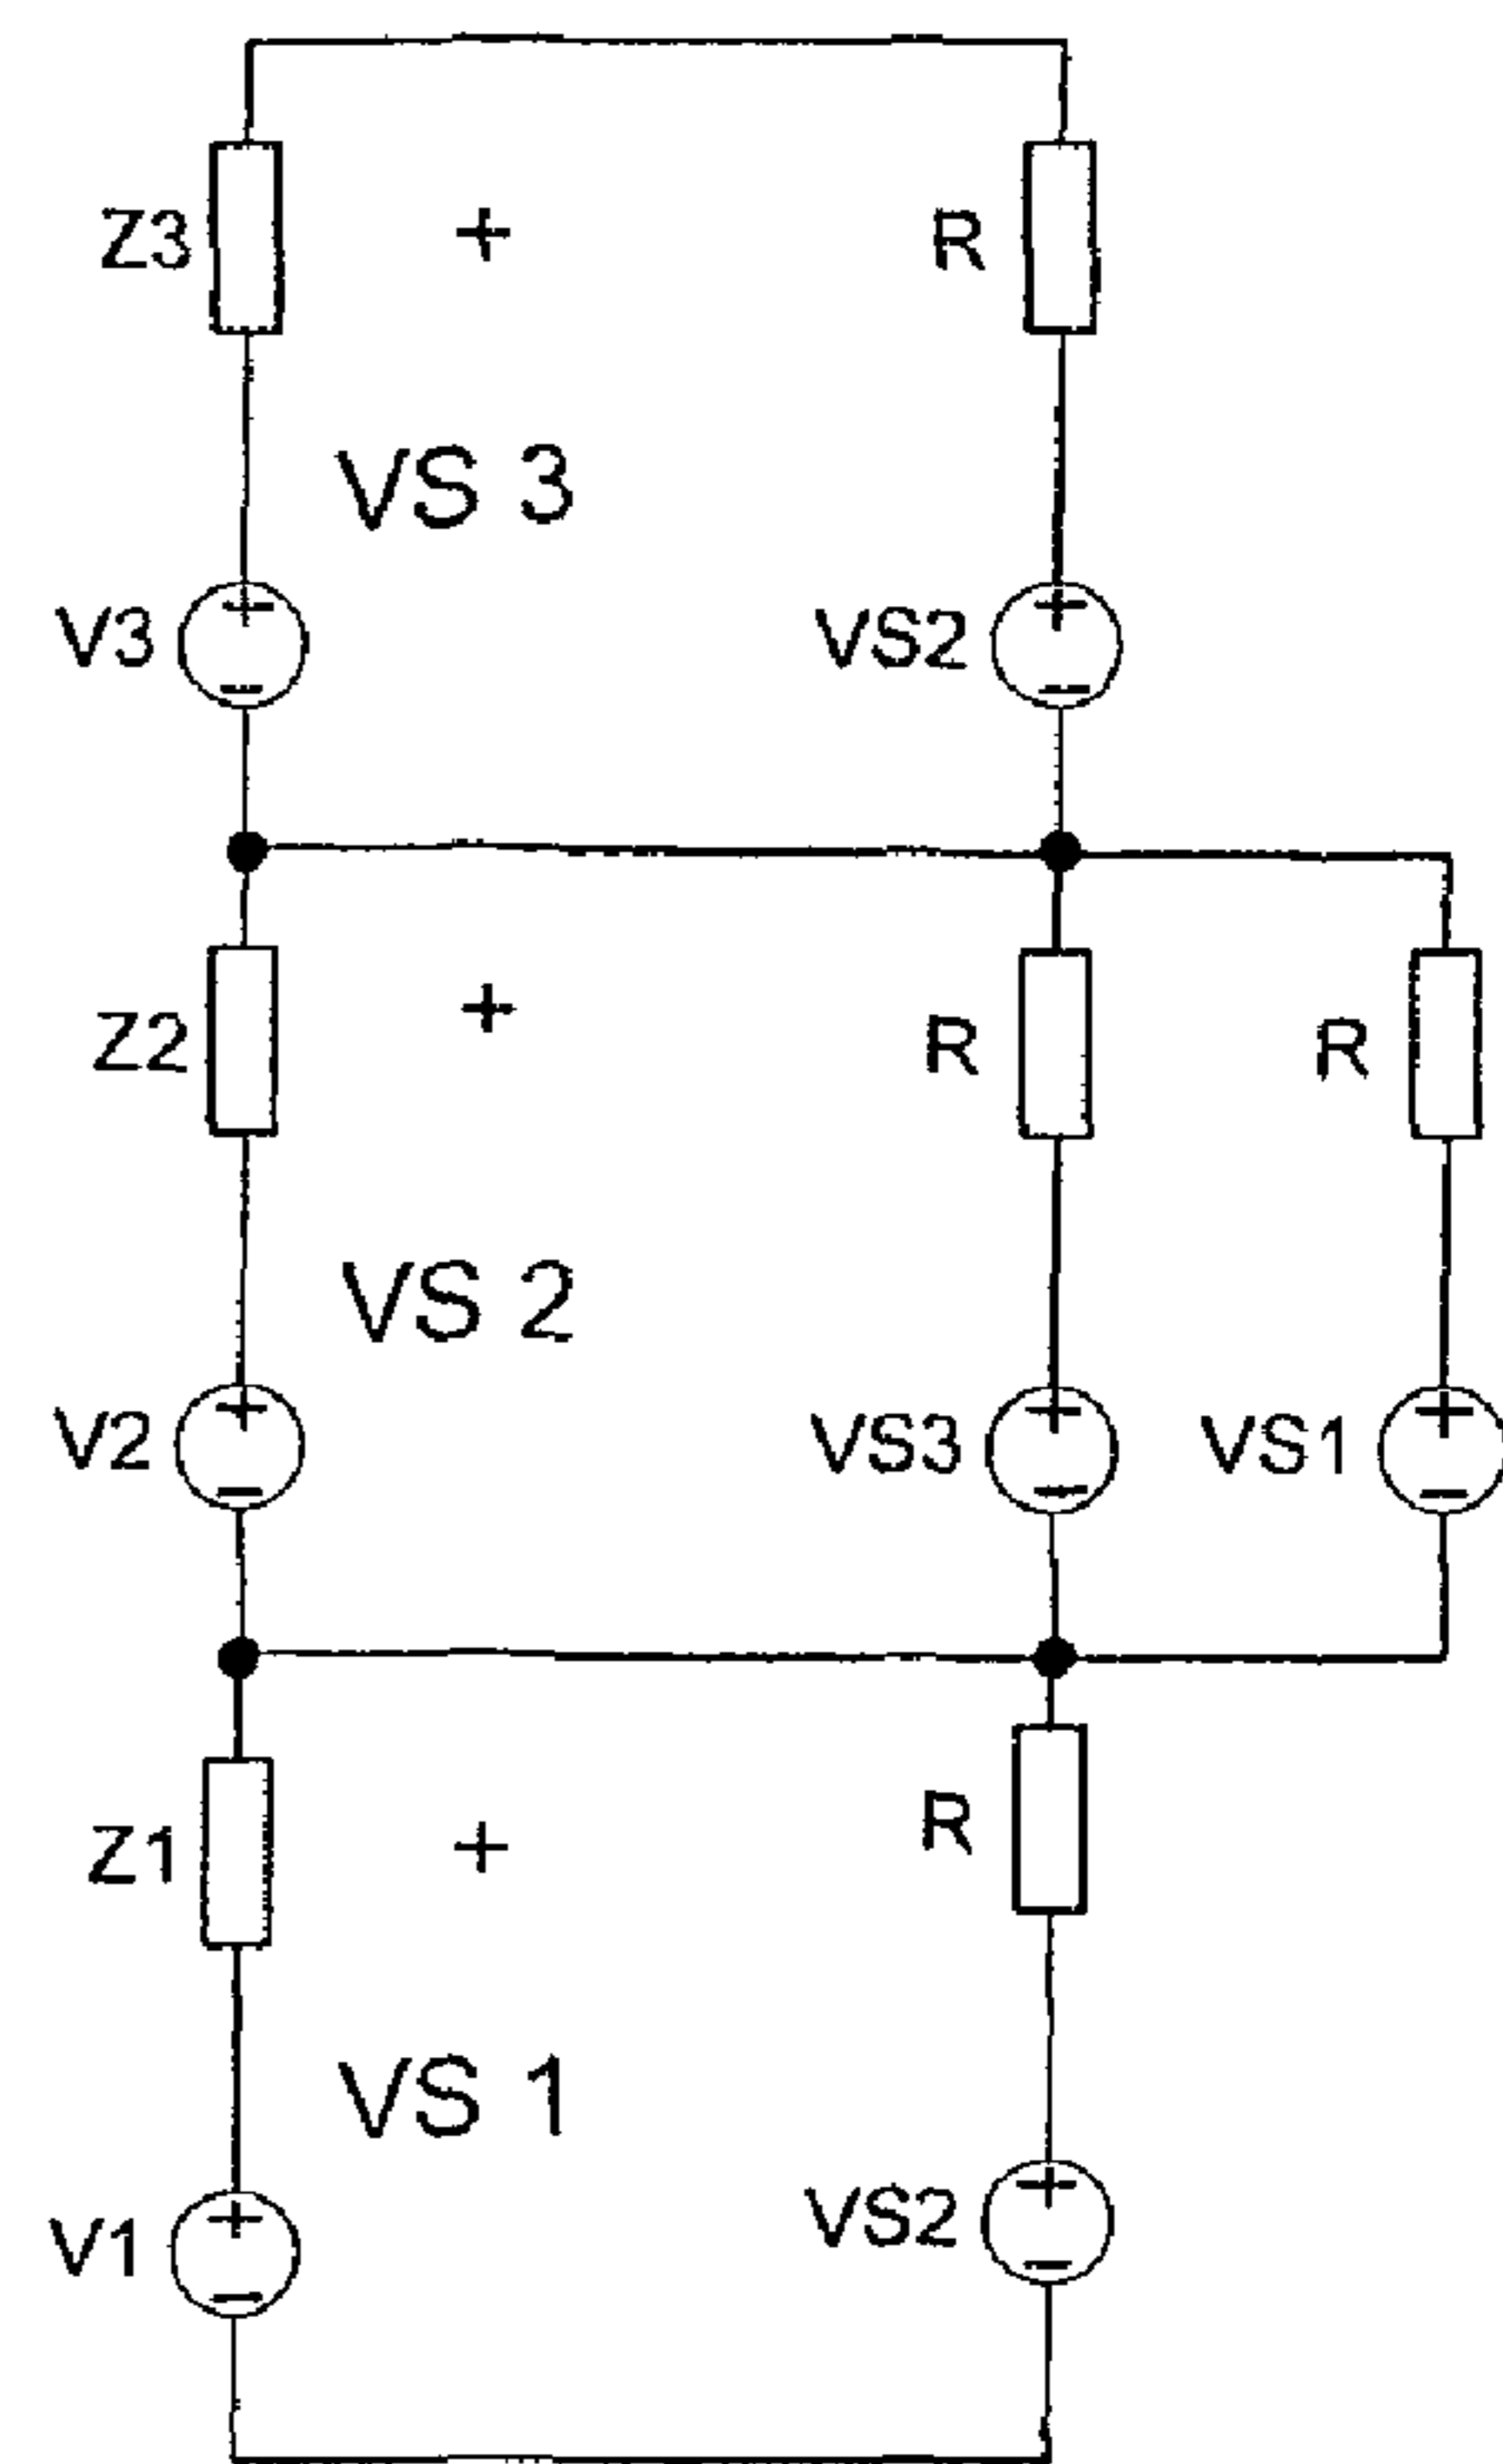 Z3 + R
VS 3
V3 VS2
Z2 + R R
VS 2
V2 VS3 VS1
Z1 + R
VS 1
V1 VS2